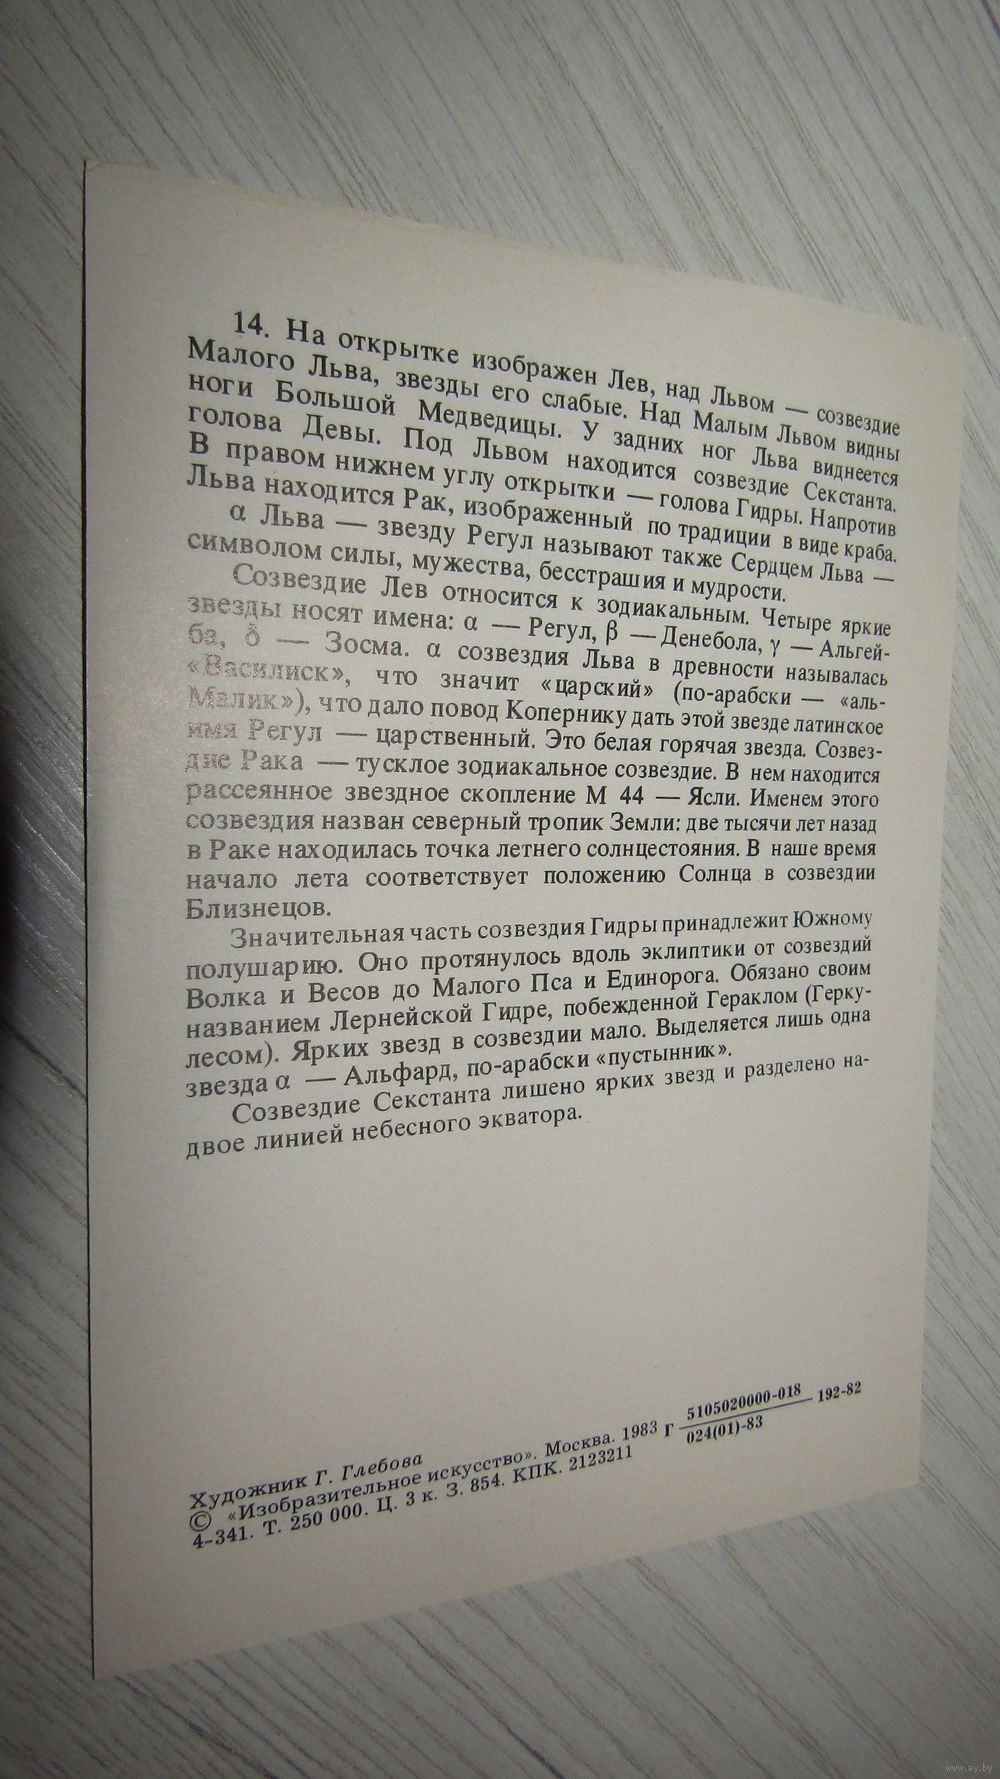 14. На открытке изображен Лев, над Львом — созвездие
Малого Льва, звезды его слабые. Над Малым Львом видны
ноги Большой Медведицы. У задних ног Льва виднеется
голова Девы. Под Львом находится созвездие Секстанта.
В правом нижнем углу открытки — голова Гидры. Напротив
Льва находится Рак, изображенный по традиции в виде краба.
α Льва — звезду Регул называют также Сердцем Льва —
символом силы, мужества, бесстрашия и мудрости.
Созвездие Лев относится к зодиакальным. Четыре яркие
звезды носят имена: α — Регул, β — Денебола, γ — Альгей-
ба, δ — Зосма. α созвездия Льва в древности называлась
«Василиск», что значит «царский» (по-арабски — «аль-
Малик»), что дало повод Копернику дать этой звезде латинское
имя Регул — царственный. Это белая горячая звезда. Созвез-
дие Рака — тусклое зодиакальное созвездие. В нем находится
рассеянное звездное скопление М 44 — Ясли. Именем этого
созвездия назван северный тропик Земли: две тысячи лет назад
в Раке находилась точка летнего солнцестояния. В наше время
начало лета соответствует положению Солнца в созвездии
Близнецов.
Значительная часть созвездия Гидры принадлежит Южному
полушарию. Оно протянулось вдоль эклиптики от созвездий
Волка и Весов до Малого Пса и Единорога. Обязано своим
названием Лернейской Гидре, побежденной Гераклом (Герку-
лесом). Ярких звезд в созвездии мало. Выделяется лишь одна
звезда α — Альфард, по-арабски «пустынник».
Созвездие Секстанта лишено ярких звезд и разделено на-
двое линией небесного экватора.
Художник Г. Глебова
© «Изобразительное искусство». Москва. 1983 Г 5105020000-018 / 024(01)-83 — 192-82
4-341. Т. 250 000. Ц. 3 к. З. 854. КПК. 2123211
www.ay.by